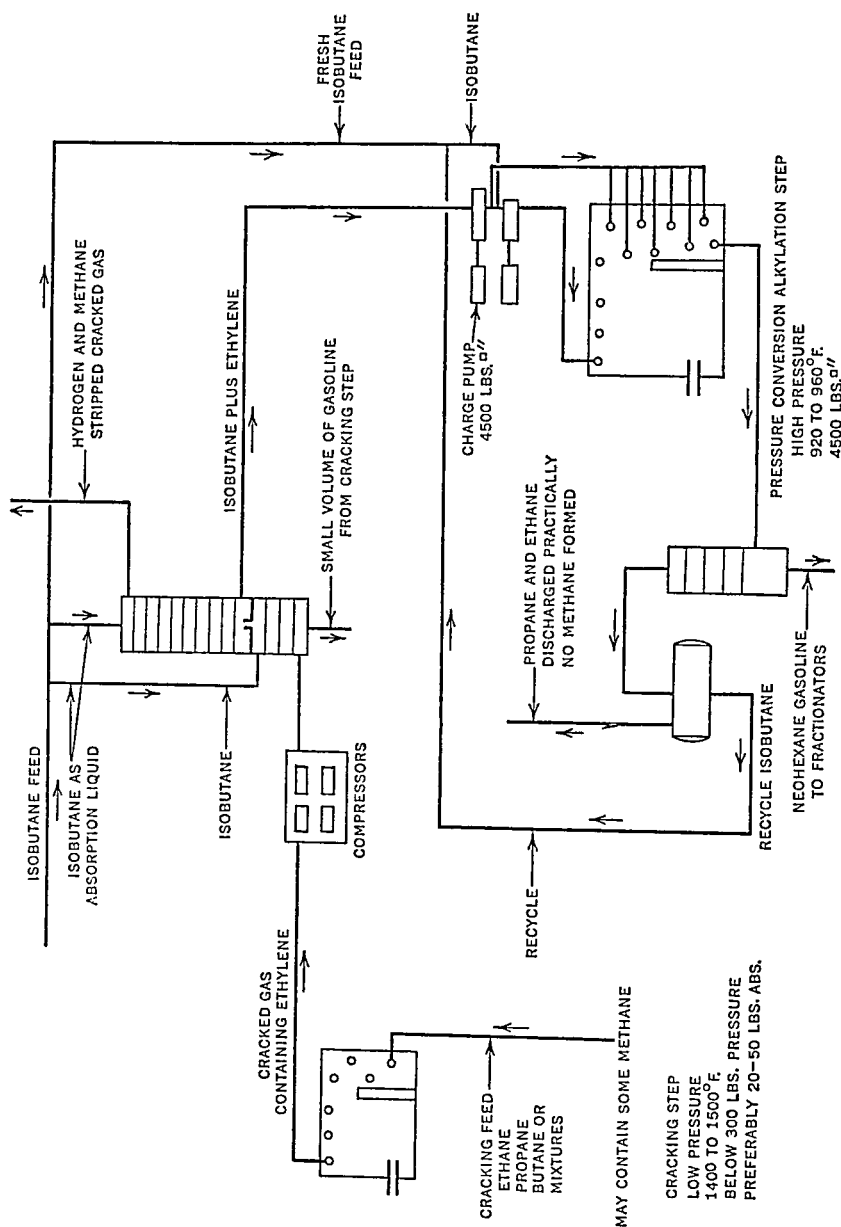 ISOBUTANE FEED
ISOBUTANE AS
ABSORPTION LIQUID
ISOBUTANE
HYDROGEN AND METHANE
STRIPPED CRACKED GAS
FRESH
ISOBUTANE
FEED
ISOBUTANE
ISOBUTANE PLUS ETHYLENE
SMALL VOLUME OF GASOLINE
FROM CRACKING STEP
CRACKED GAS
CONTAINING ETHYLENE
COMPRESSORS
CHARGE PUMP
4500 LBS.□"
PROPANE AND ETHANE
DISCHARGED PRACTICALLY
NO METHANE FORMED
RECYCLE
CRACKING FEED
ETHANE
PROPANE
BUTANE OR
MIXTURES
MAY CONTAIN SOME METHANE
CRACKING STEP
LOW PRESSURE
1400 TO 1500°F.
BELOW 300 LBS. PRESSURE
PREFERABLY 20–50 LBS. ABS.
RECYCLE ISOBUTANE
NEOHEXANE GASOLINE
TO FRACTIONATORS
PRESSURE CONVERSION ALKYLATION STEP
HIGH PRESSURE
920 TO 960°F.
4500 LBS.□"